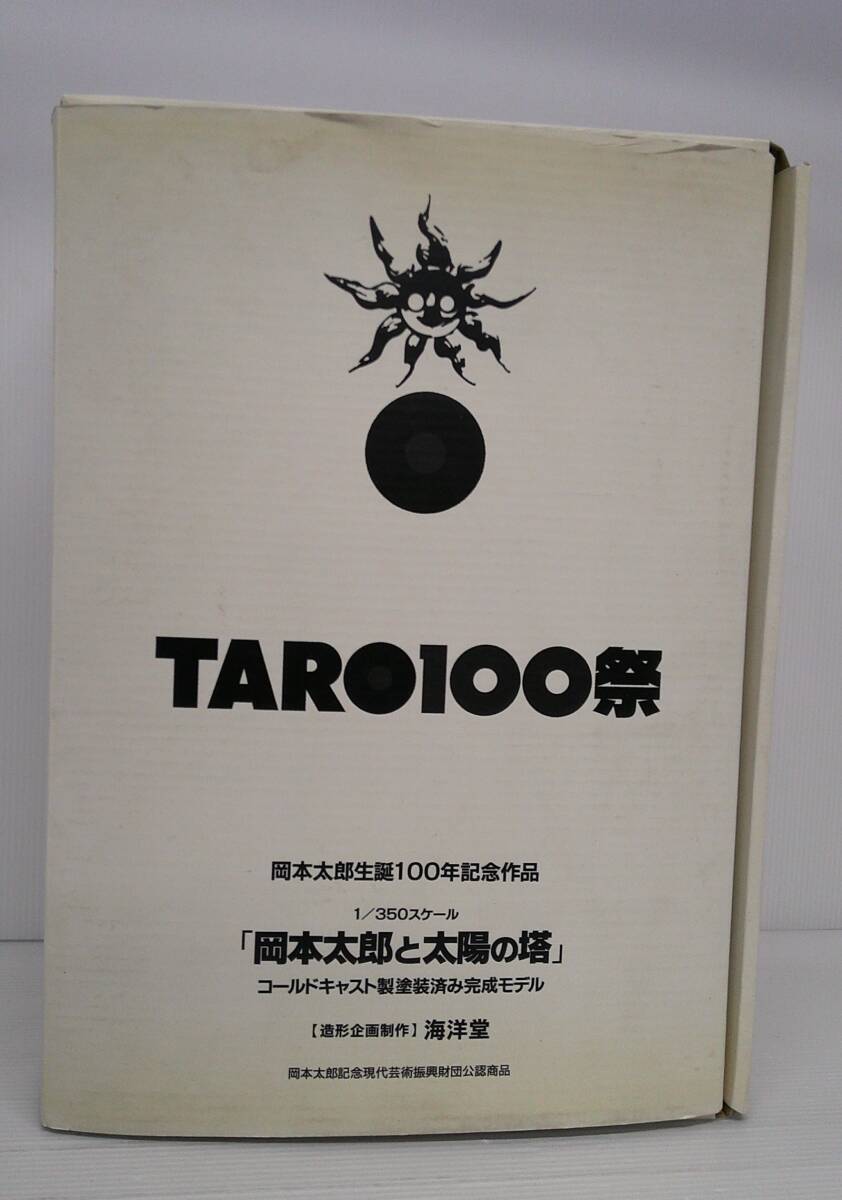 TARO100祭
岡本太郎生誕100年記念作品
1/350スケール
「岡本太郎と太陽の塔」
コールドキャスト製塗装済み完成モデル
【造形企画制作】海洋堂
岡本太郎記念現代芸術振興財団公認商品